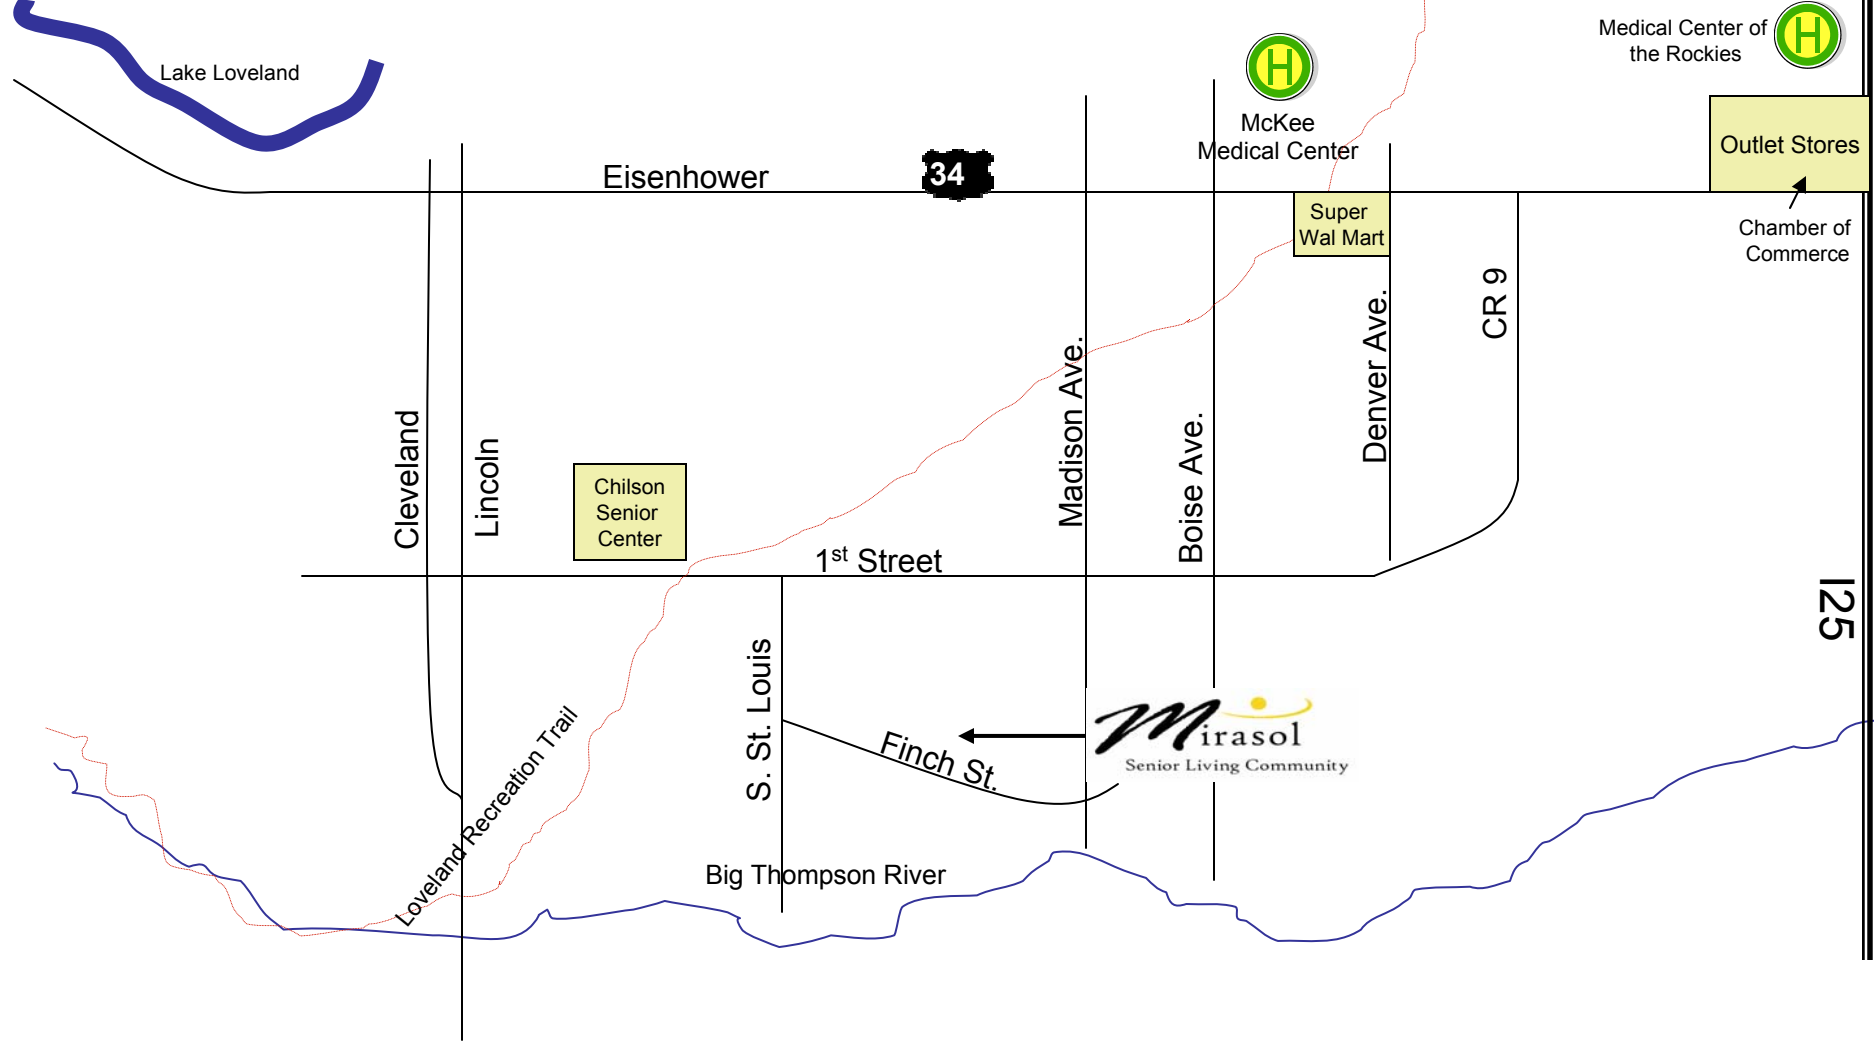 Medical Center of
the Rockies
H
H
Lake Loveland
McKee
Medical Center
Outlet Stores
Eisenhower
34
Super
Wal Mart
Chamber of
Commerce
CR 9
Denver Ave.
Madison Ave.
Boise Ave.
Cleveland
Lincoln
Chilson
Senior
Center
1st Street
I25
S. St. Louis
Finch St.
Mirasol
Senior Living Community
Loveland Recreation Trail
Big Thompson River